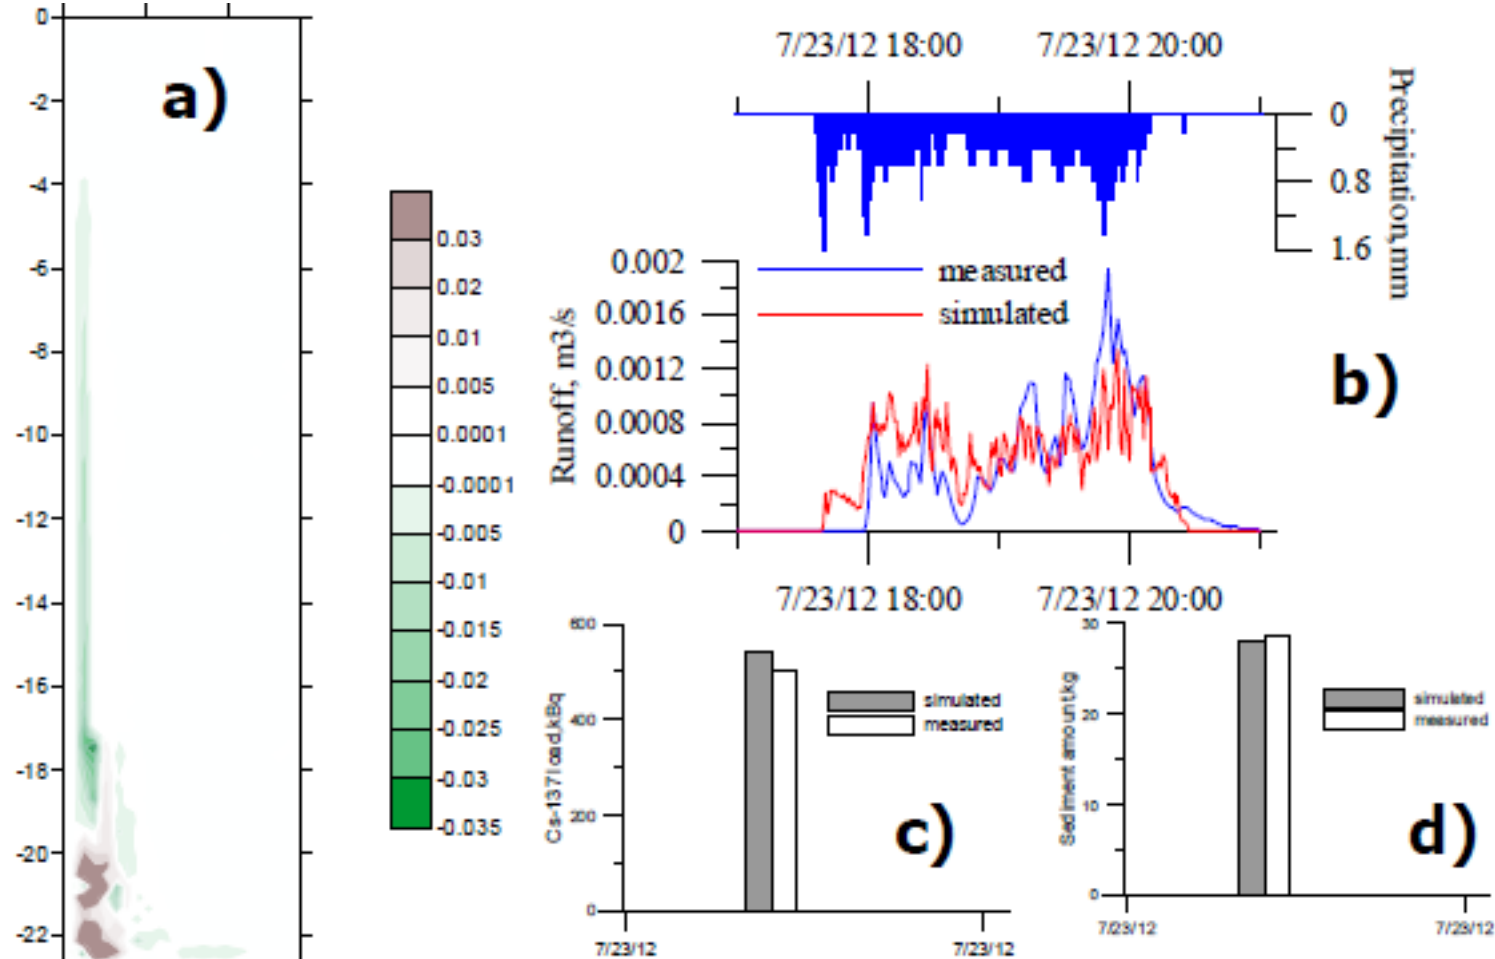 a)
0
-2
-4
-6
-8
-10
-12
-14
-16
-18
-20
-22
0.03
0.02
0.01
0.005
0.0001
-0.0001
-0.005
-0.01
-0.015
-0.02
-0.025
-0.03
-0.035
7/23/12 18:00 7/23/12 20:00
0
0.8
1.6
Precipitation,mm
measured
simulated
0.002
0.0016
0.0012
0.0008
0.0004
0
Runoff, m3/s
b)
7/23/12 18:00 7/23/12 20:00
600
400
200
0
Cs-137 load,kBq
simulated
measured
c)
7/23/12 7/23/12
30
20
10
0
Sediment amount,kg
simulated
measured
d)
7/23/12 7/23/12